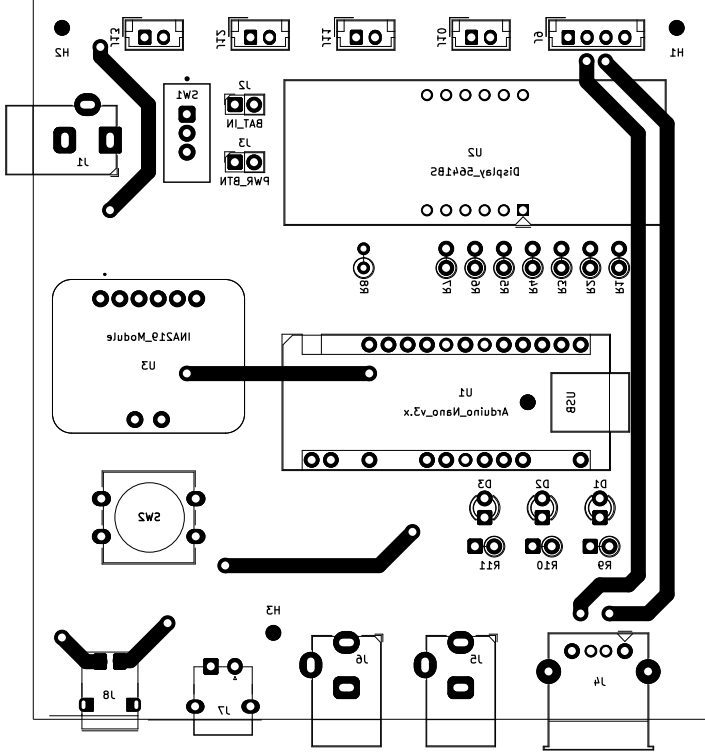 J13
J12
J11
J10
J9
H2
H1
SW1
J2
BAT_IN
J3
PWR_BTN
J1
U2
Display_5641BS
R8
R7
R6
R5
R4
R3
R2
R1
INA219_Module
U3
U1
Arduino_Nano_v3.x
USB
D3
D2
D1
SW2
R11
R10
R9
H3
J6
J5
J4
J8
J7